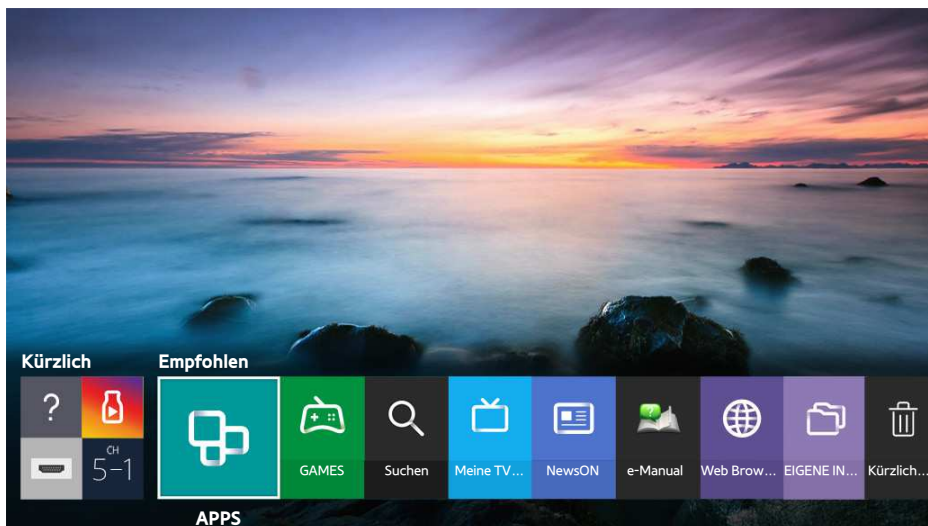 Kürzlich
Empfohlen
?
CH
5-1
GAMES
Suchen
Meine TV...
NewsON
e-Manual
Web Brow...
EIGENE IN...
Kürzlich...
APPS